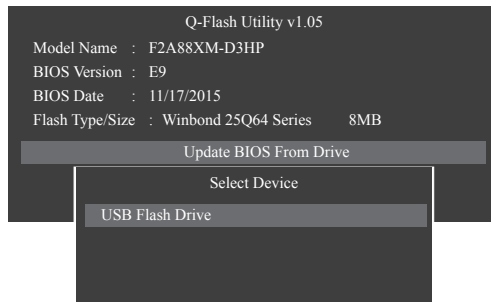 Q-Flash Utility v1.05
Model Name : F2A88XM-D3HP
BIOS Version : E9
BIOS Date : 11/17/2015
Flash Type/Size : Winbond 25Q64 Series 8MB
Update BIOS From Drive
Select Device
USB Flash Drive